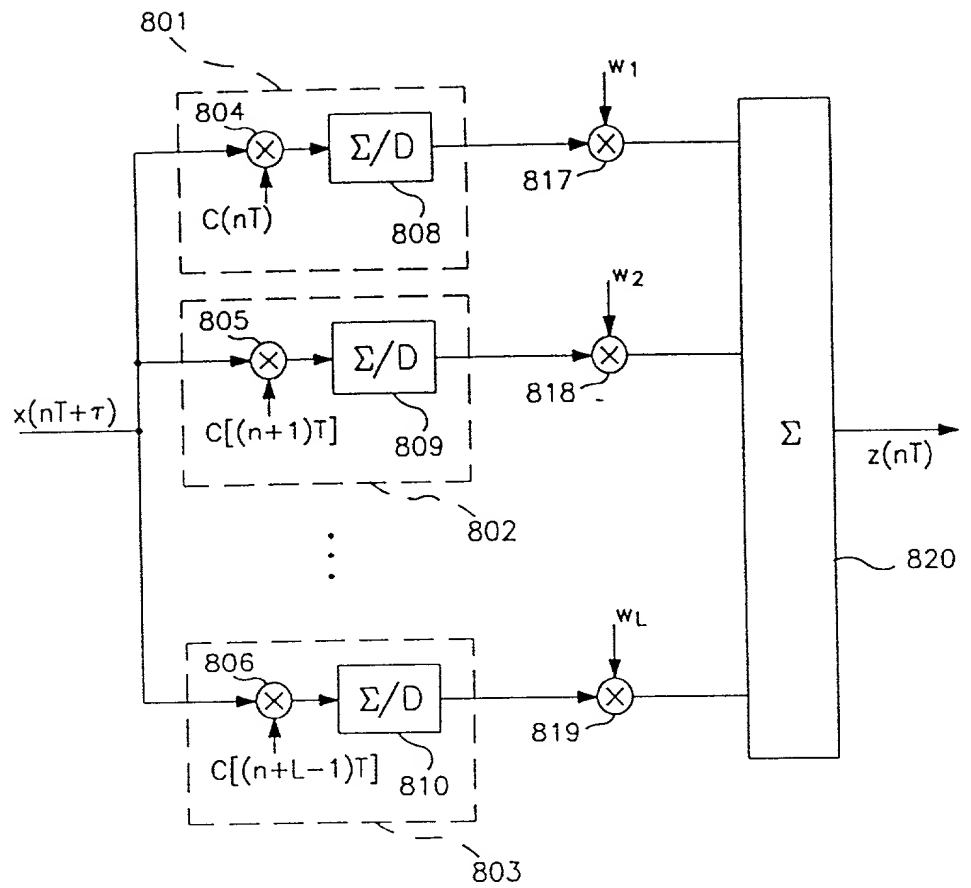 801
w1
804
Σ/D
C(nT)
808
817
w2
805
Σ/D
818
x(nT+τ)
C[(n+1)T]
809
Σ
z(nT)
802
820
wL
806
Σ/D
819
C[(n+L-1)T]
810
803